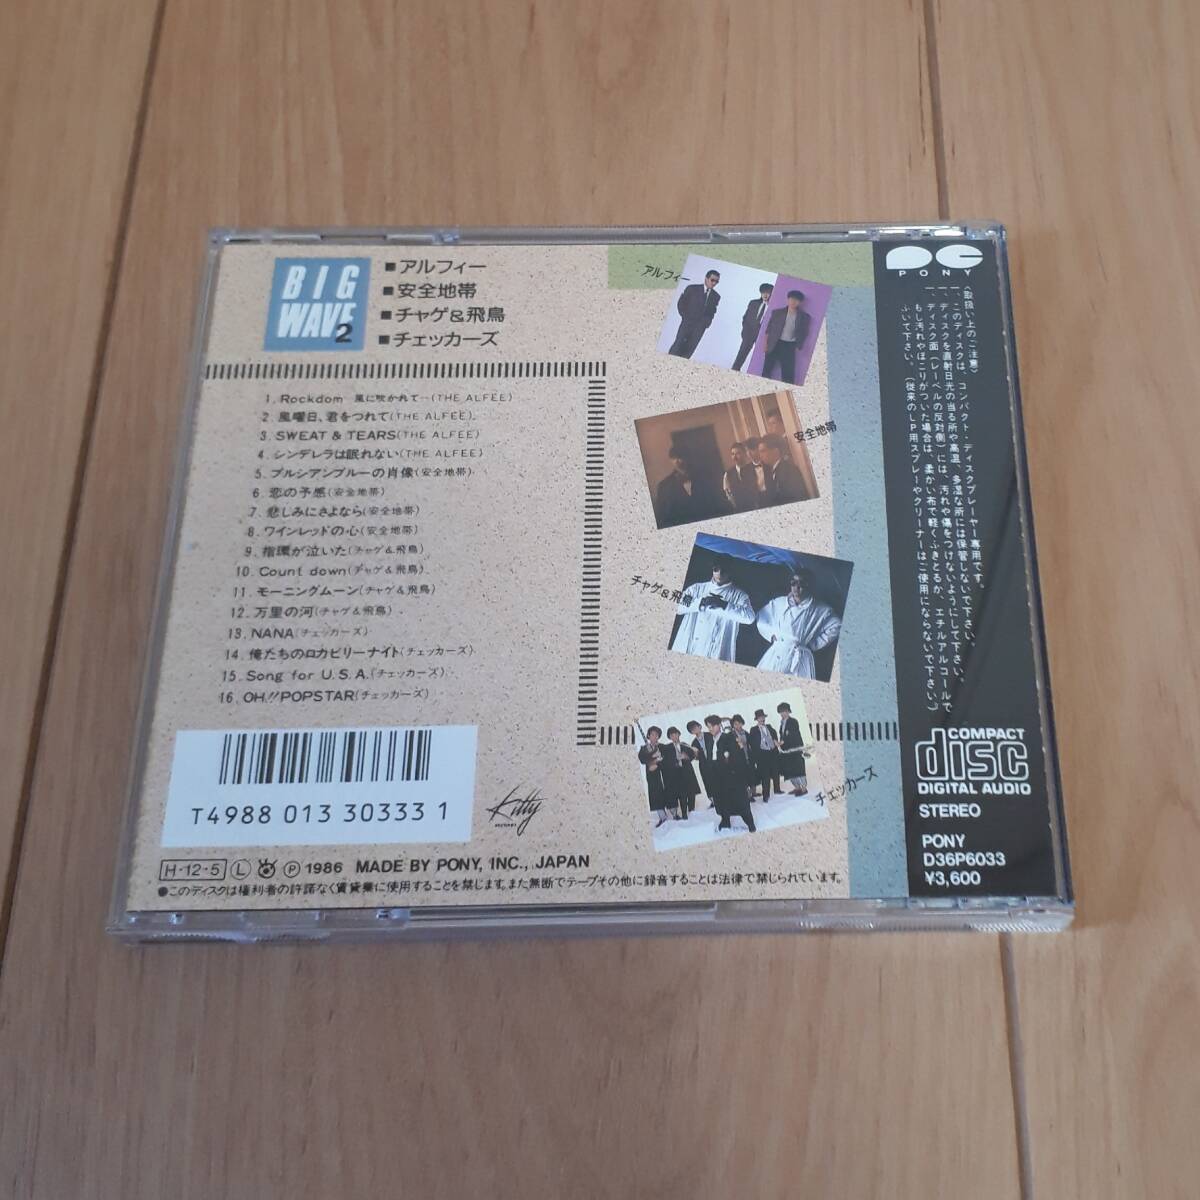 BIG
WAVE
2
■アルフィー
■安全地帯
■チャゲ&飛鳥
■チェッカーズ
1. Rockdom 風に吹かれて…(THE ALFEE)
2. 風曜日、君をつれて(THE ALFEE)
3. SWEAT & TEARS(THE ALFEE)
4. シンデレラは眠れない(THE ALFEE)
5. プルシアンブルーの肖像(安全地帯)
6. 恋の予感(安全地帯)
7. 悲しみにさよなら(安全地帯)
8. ワインレッドの心(安全地帯)
9. 指環が泣いた(チャゲ&飛鳥)
10. Count down(チャゲ&飛鳥)
11. モーニングムーン(チャゲ&飛鳥)
12. 万里の河(チャゲ&飛鳥)
13. NANA(チェッカーズ)
14. 俺たちのロカビリーナイト(チェッカーズ)
15. Song for U.S.A.(チェッカーズ)
16. OH!!POPSTAR(チェッカーズ)
アルフィー
安全地帯
チャゲ&飛鳥
チェッカーズ
T4988 013 30333 1
Kitty
H-12-5 Ⓛ Ⓟ 1986 MADE BY PONY, INC., JAPAN
●このディスクは権利者の許諾なく賃貸業に使用することを禁じます。また無断でテープその他に録音することは法律で禁じられています。
PONY
〈取扱い上のご注意〉
一、このディスクは、コンパクト・ディスクプレーヤー専用です。
一、ディスクを直射日光の当る所や高温、多湿な所には保管しないで下さい。
一、ディスク面(レーベルの反対側)には、汚れや傷をつけないようにして下さい。
もし汚れやほこりがついた場合は、柔かい布で軽くふきとるか、エチルアルコールで
ふいて下さい。(従来のLP用スプレーやクリーナーはご使用にならないで下さい。)
COMPACT
disc
DIGITAL AUDIO
STEREO
PONY
D36P6033
¥3,600